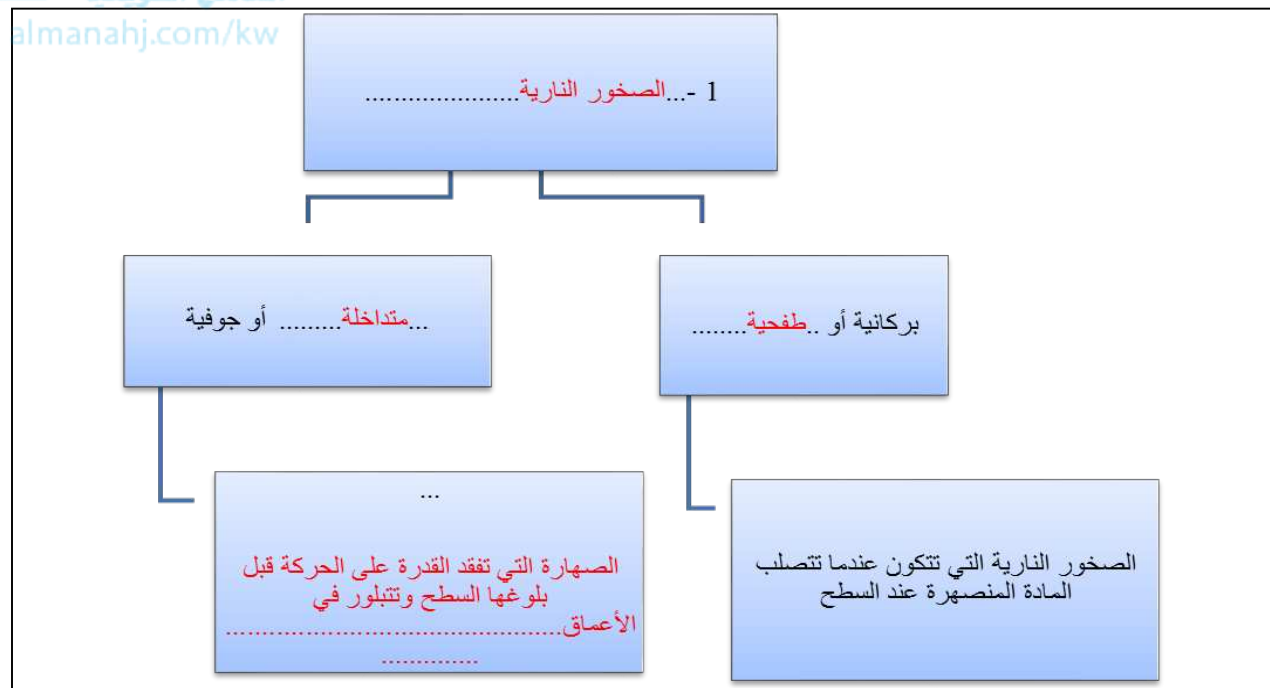 almanahj.com/kw
1 -...الصخور النارية......................
بركانية أو ..طفحية........
...متداخلة......... أو جوفية
الصخور النارية التي تتكون عندما تتصلب
المادة المنصهرة عند السطح
...
الصهارة التي تفقد القدرة على الحركة قبل
بلوغها السطح وتتبلور في
الأعماق...............................................
..............